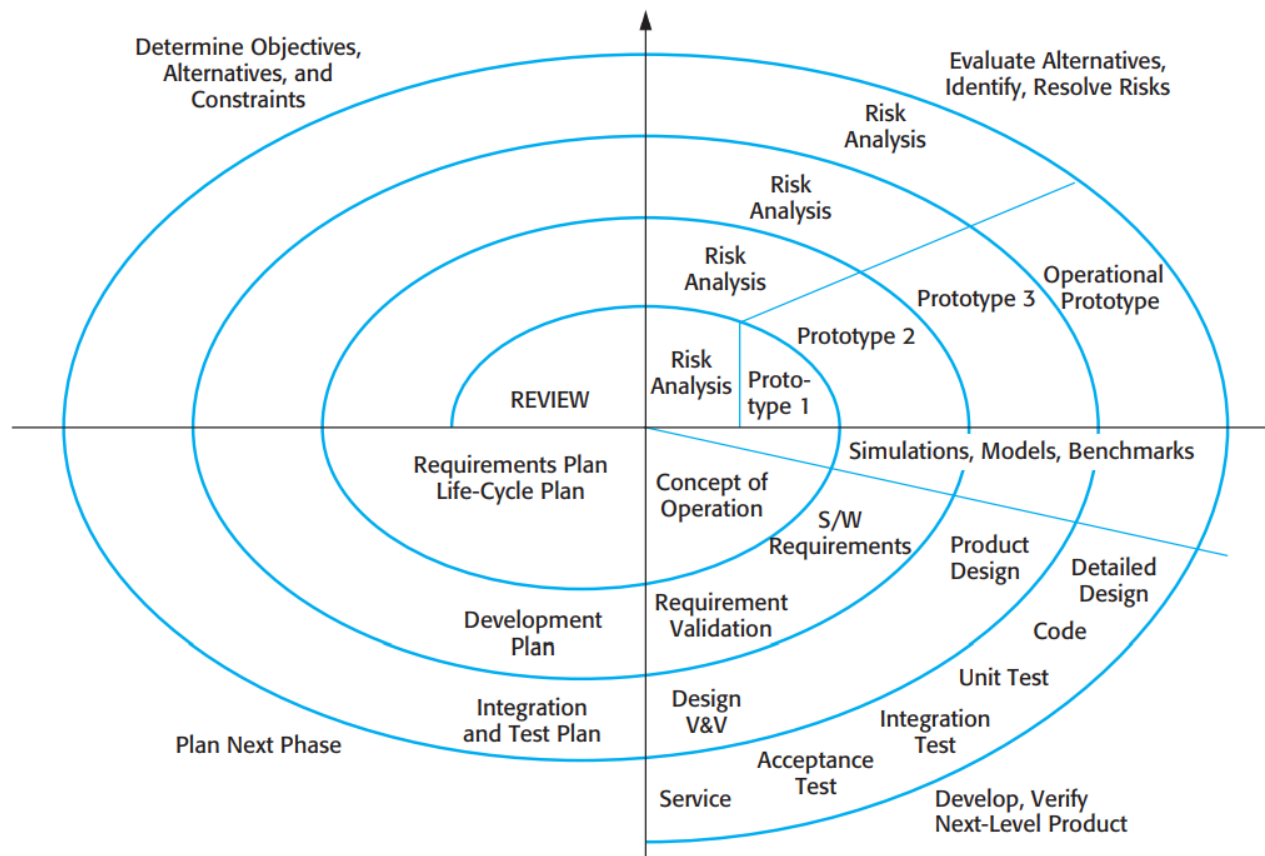 Determine Objectives,
Alternatives, and
Constraints
Evaluate Alternatives,
Identify, Resolve Risks
Risk
Analysis
Risk
Analysis
Risk
Analysis
Operational
Prototype
Prototype 3
Prototype 2
Risk
Analysis
Proto-
type 1
REVIEW
Simulations, Models, Benchmarks
Requirements Plan
Life-Cycle Plan
Concept of
Operation
S/W
Requirements
Product
Design
Detailed
Design
Development
Plan
Requirement
Validation
Code
Unit Test
Integration
and Test Plan
Design
V&V
Integration
Test
Plan Next Phase
Acceptance
Test
Service
Develop, Verify
Next-Level Product